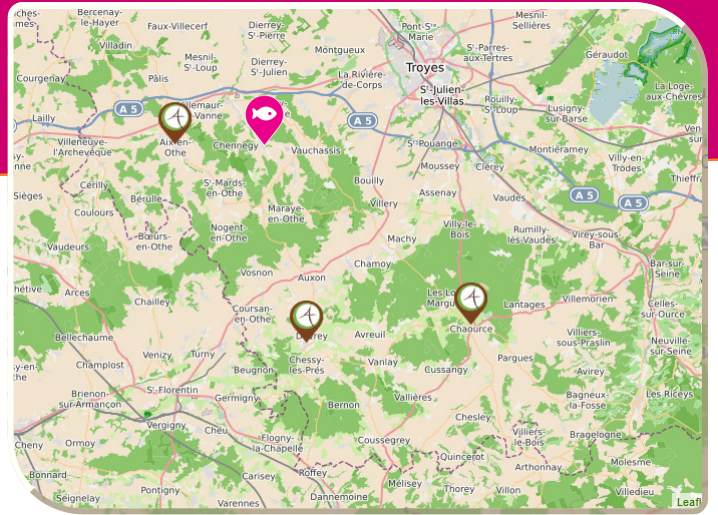 Bercenay-
le-Hayer
Faux-Villecerf
Dierrey-
St-Pierre
Pont-Ste-
Marie
Mesnil-
Sellières
Villadin
Mesnil-
St-Loup
Dierrey-
St-Julien
Montgueux
Troyes
St-Parres-
aux-Tertres
Géraudot
Courgenay
Pâlis
La Rivière-
de-Corps
St-Julien-
les-Villas
La Loge-
aux-Chèvres
Lailly
A 5
A 5
Rouilly-
St-Loup
Lusigny-
sur-Barse
Villeneuve-
l'Archevêque
Aix-en-
Othe
Chennegy
Vauchassis
St-Pouange
Montiéramey
Moussey
Clérey
Villy-en-
Trodes
Cérilly
St-Mards-
en-Othe
Bouilly
Thieffra
Sièges
Bérulle
Assenay
Vaudes
A 5
A 5
Coulours
Maraye-
en-Othe
Villery
Nogent-
en-Othe
Villy-le-
Bois
Rumilly-
lès-Vaudes
Virey-sous-
Bar
Vaudeurs
Bœurs-
en-Othe
Machy
Vosnon
Auxon
Chamoy
Bar-sur-
Seine
Arces
Chailley
Coursan-
en-Othe
Lantages
Villemorien
Celles-
sur-Ource
Bellechaume
Avreuil
Chaource
Villiers-
sous-Praslin
Neuville-
sur-Seine
Venizy
Turny
Chessy-
les-Prés
Vanlay
Pargues
Champlost
Beugnon
Cussangy
Avirey
Brienon-
sur-Armançon
St-Florentin
Germigny
Bernon
Vallières
Bagneux-
la-Fosse
Les Riceys
Vergigny
Chéu
Chesley
Cheny
Ormoy
Flogny-
la-Chapelle
Coussegrey
Villiers-
le-Bois
Bragelogne
Quincerot
Bonnard
Carisey
Roffey
Arthonnay
Molesme
Seignelay
Pontigny
Varennes
Dannemoine
Mélisey
Thorey
Villon
Villedieu
Leafl